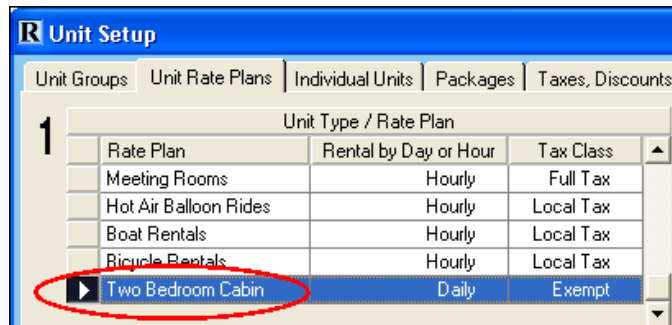 R Unit Setup
Unit Groups Unit Rate Plans Individual Units Packages Taxes, Discounts
1
Unit Type / Rate Plan
Rate Plan Rental by Day or Hour Tax Class
Meeting Rooms Hourly Full Tax
Hot Air Balloon Rides Hourly Local Tax
Boat Rentals Hourly Local Tax
Bicycle Rentals Hourly Local Tax
Two Bedroom Cabin Daily Exempt